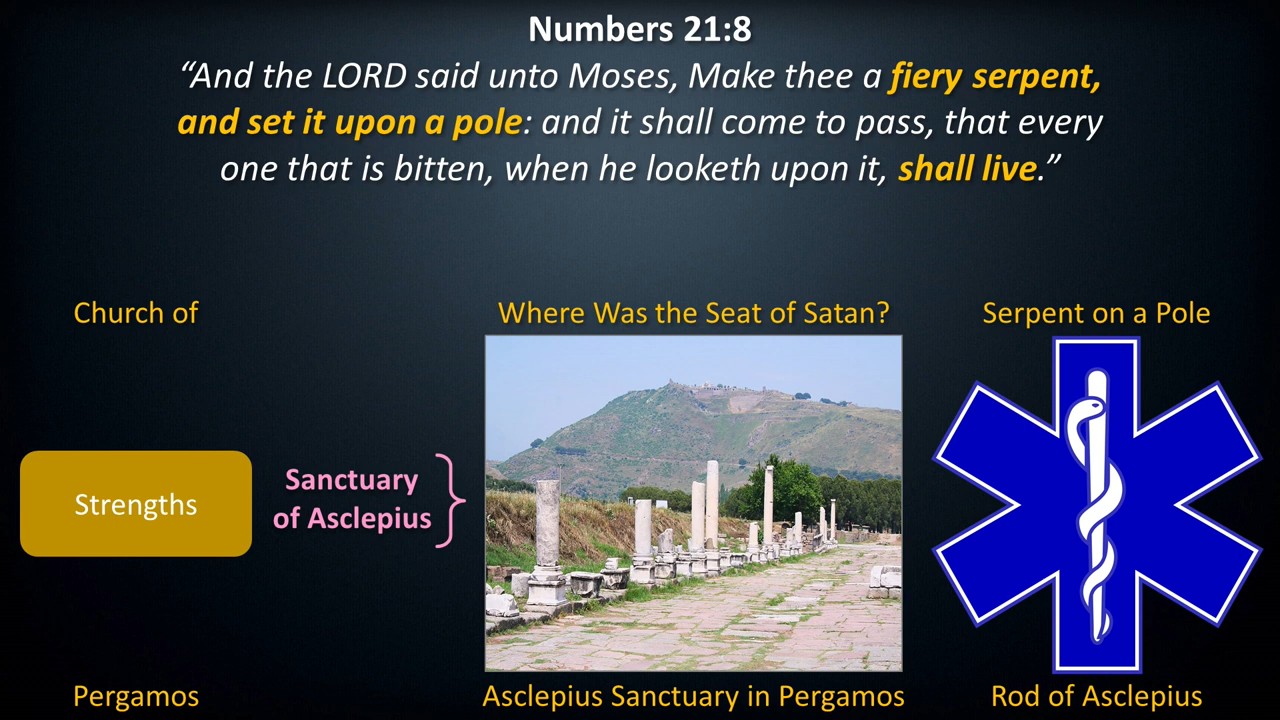 Numbers 21:8
“And the LORD said unto Moses, Make thee a fiery serpent,
and set it upon a pole: and it shall come to pass, that every
one that is bitten, when he looketh upon it, shall live.”
Church of
Where Was the Seat of Satan?
Serpent on a Pole
Strengths
Sanctuary
of Asclepius
Pergamos
Asclepius Sanctuary in Pergamos
Rod of Asclepius